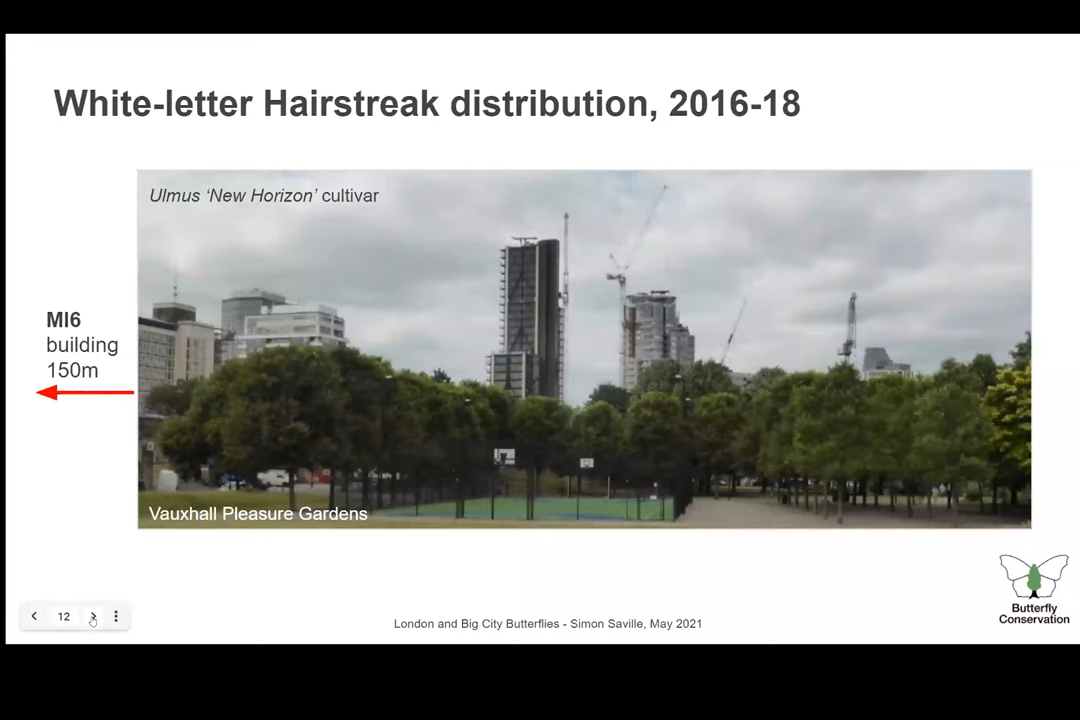 White-letter Hairstreak distribution, 2016-18
Ulmus ‘New Horizon’ cultivar
MI6
building
150m
Vauxhall Pleasure Gardens
12
London and Big City Butterflies - Simon Saville, May 2021
Butterfly
Conservation